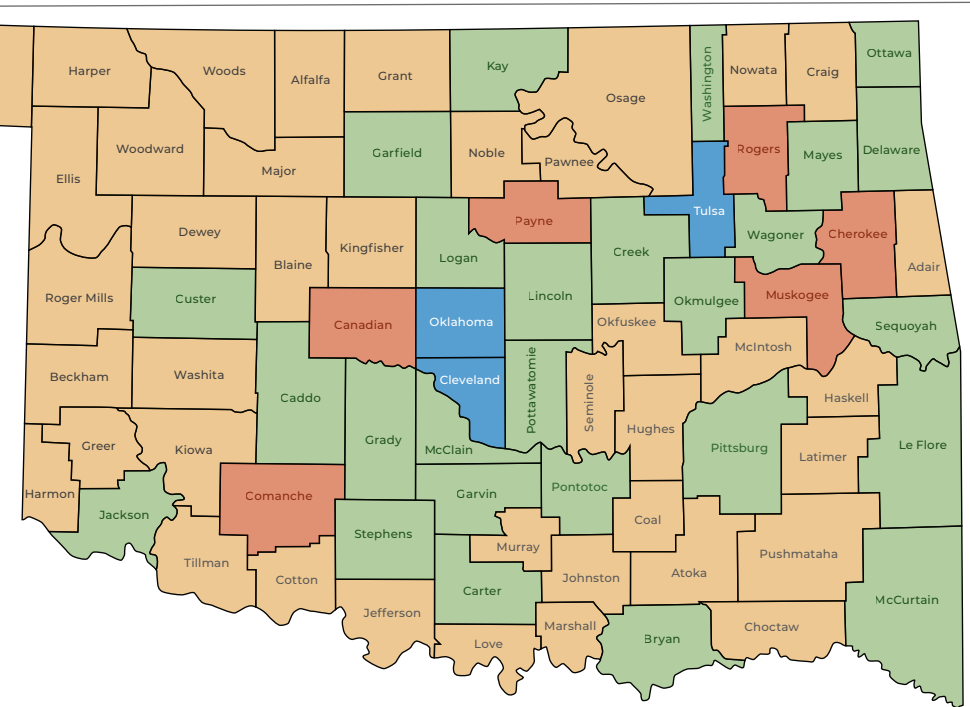 Harper
Woods
Alfalfa
Grant
Kay
Osage
Washington
Nowata
Craig
Ottawa
Ellis
Woodward
Major
Garfield
Noble
Pawnee
Rogers
Mayes
Delaware
Dewey
Blaine
Kingfisher
Logan
Payne
Creek
Tulsa
Wagoner
Cherokee
Adair
Roger Mills
Custer
Canadian
Oklahoma
Lincoln
Okfuskee
Okmulgee
Muskogee
Sequoyah
Beckham
Washita
Caddo
Grady
Cleveland
McClain
Pottawatomie
Seminole
Hughes
McIntosh
Haskell
Pittsburg
Latimer
Le Flore
Greer
Kiowa
Harmon
Jackson
Comanche
Stephens
Garvin
Pontotoc
Coal
Murray
Tillman
Cotton
Jefferson
Carter
Johnston
Atoka
Pushmataha
McCurtain
Love
Marshall
Bryan
Choctaw